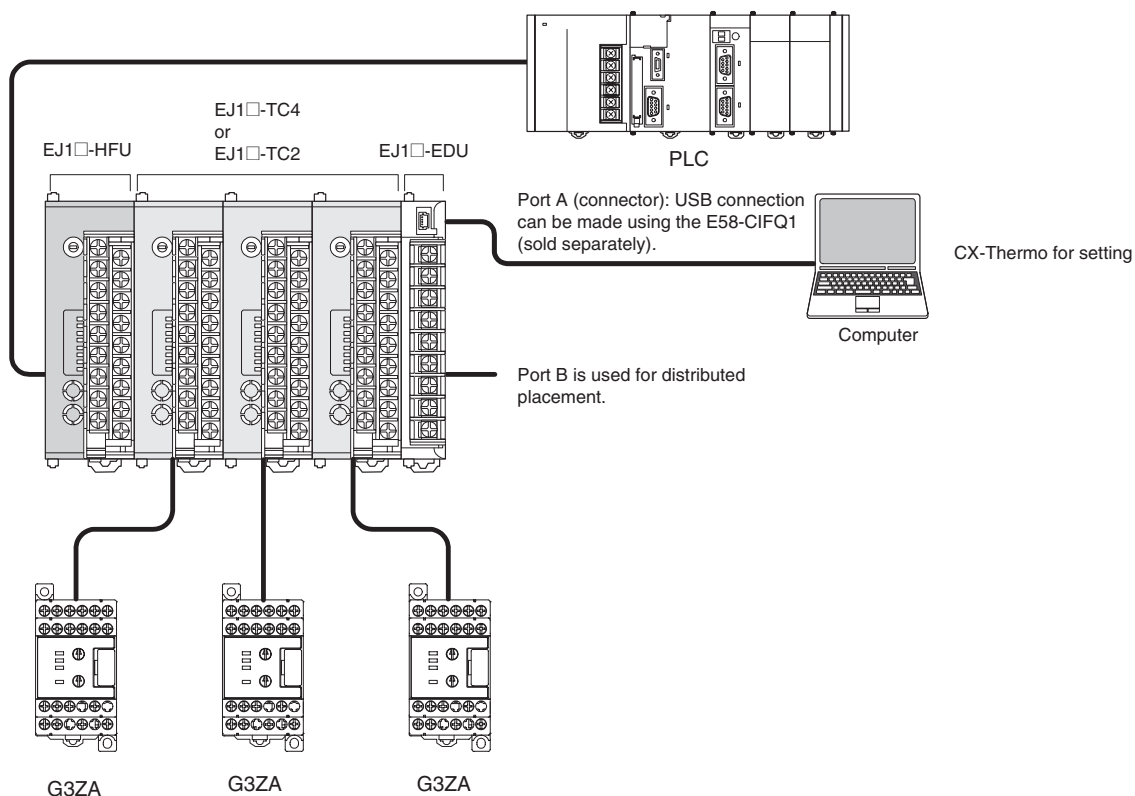 PLC
EJ1□-TC4
or
EJ1□-TC2
EJ1□-HFU
EJ1□-EDU
Port A (connector): USB connection
can be made using the E58-CIFQ1
(sold separately).
CX-Thermo for setting
Computer
Port B is used for distributed
placement.
G3ZA
G3ZA
G3ZA